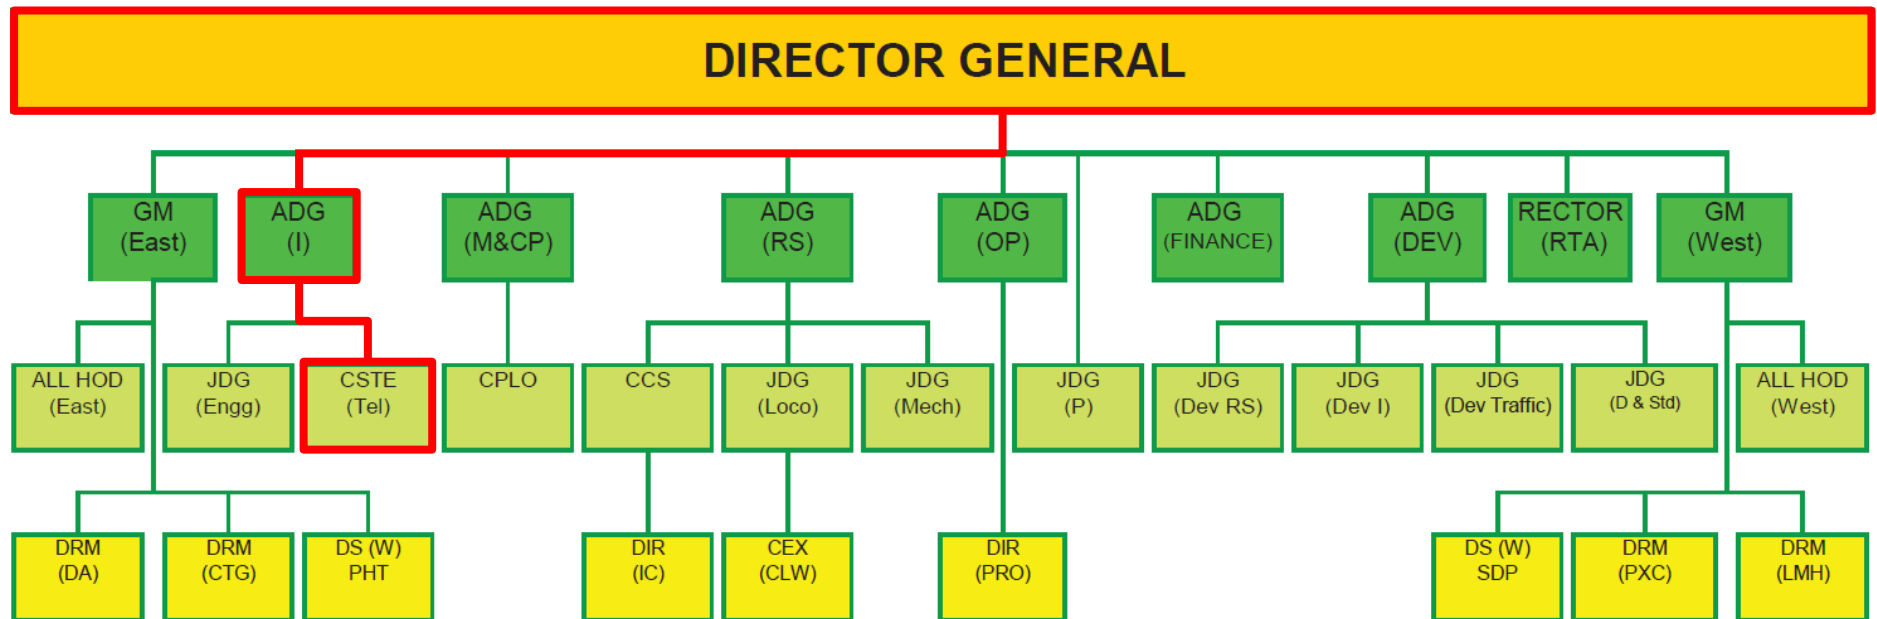 DIRECTOR GENERAL
GM
(East)
ADG
(I)
ADG
(M&CP)
ADG
(RS)
ADG
(OP)
ADG
(FINANCE)
ADG
(DEV)
RECTOR
(RTA)
GM
(West)
ALL HOD
(East)
JDG
(Engg)
CSTE
(Tel)
CPLO
CCS
JDG
(Loco)
JDG
(Mech)
JDG
(P)
JDG
(Dev RS)
JDG
(Dev I)
JDG
(Dev Traffic)
JDG
(D & Std)
ALL HOD
(West)
DRM
(DA)
DRM
(CTG)
DS (W)
PHT
DIR
(IC)
CEX
(CLW)
DIR
(PRO)
DS (W)
SDP
DRM
(PXC)
DRM
(LMH)